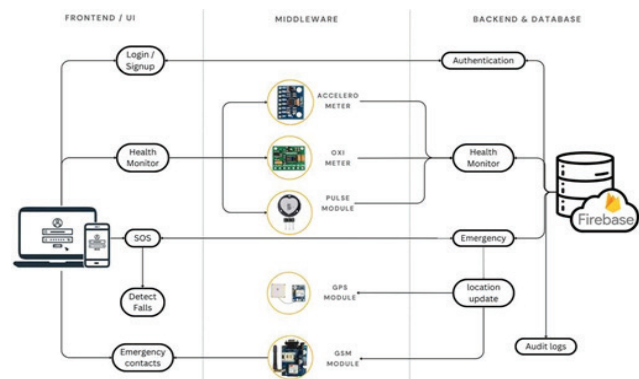 FRONTEND / UI
MIDDLEWARE
BACKEND & DATABASE
Login /
Signup
Authentication
ACCELERO
METER
Health
Monitor
OXI
METER
Health
Monitor
PULSE
MODULE
Firebase
SOS
Emergency
Detect
Falls
GPS
MODULE
location
update
Emergency
contacts
GSM
MODULE
Audit logs